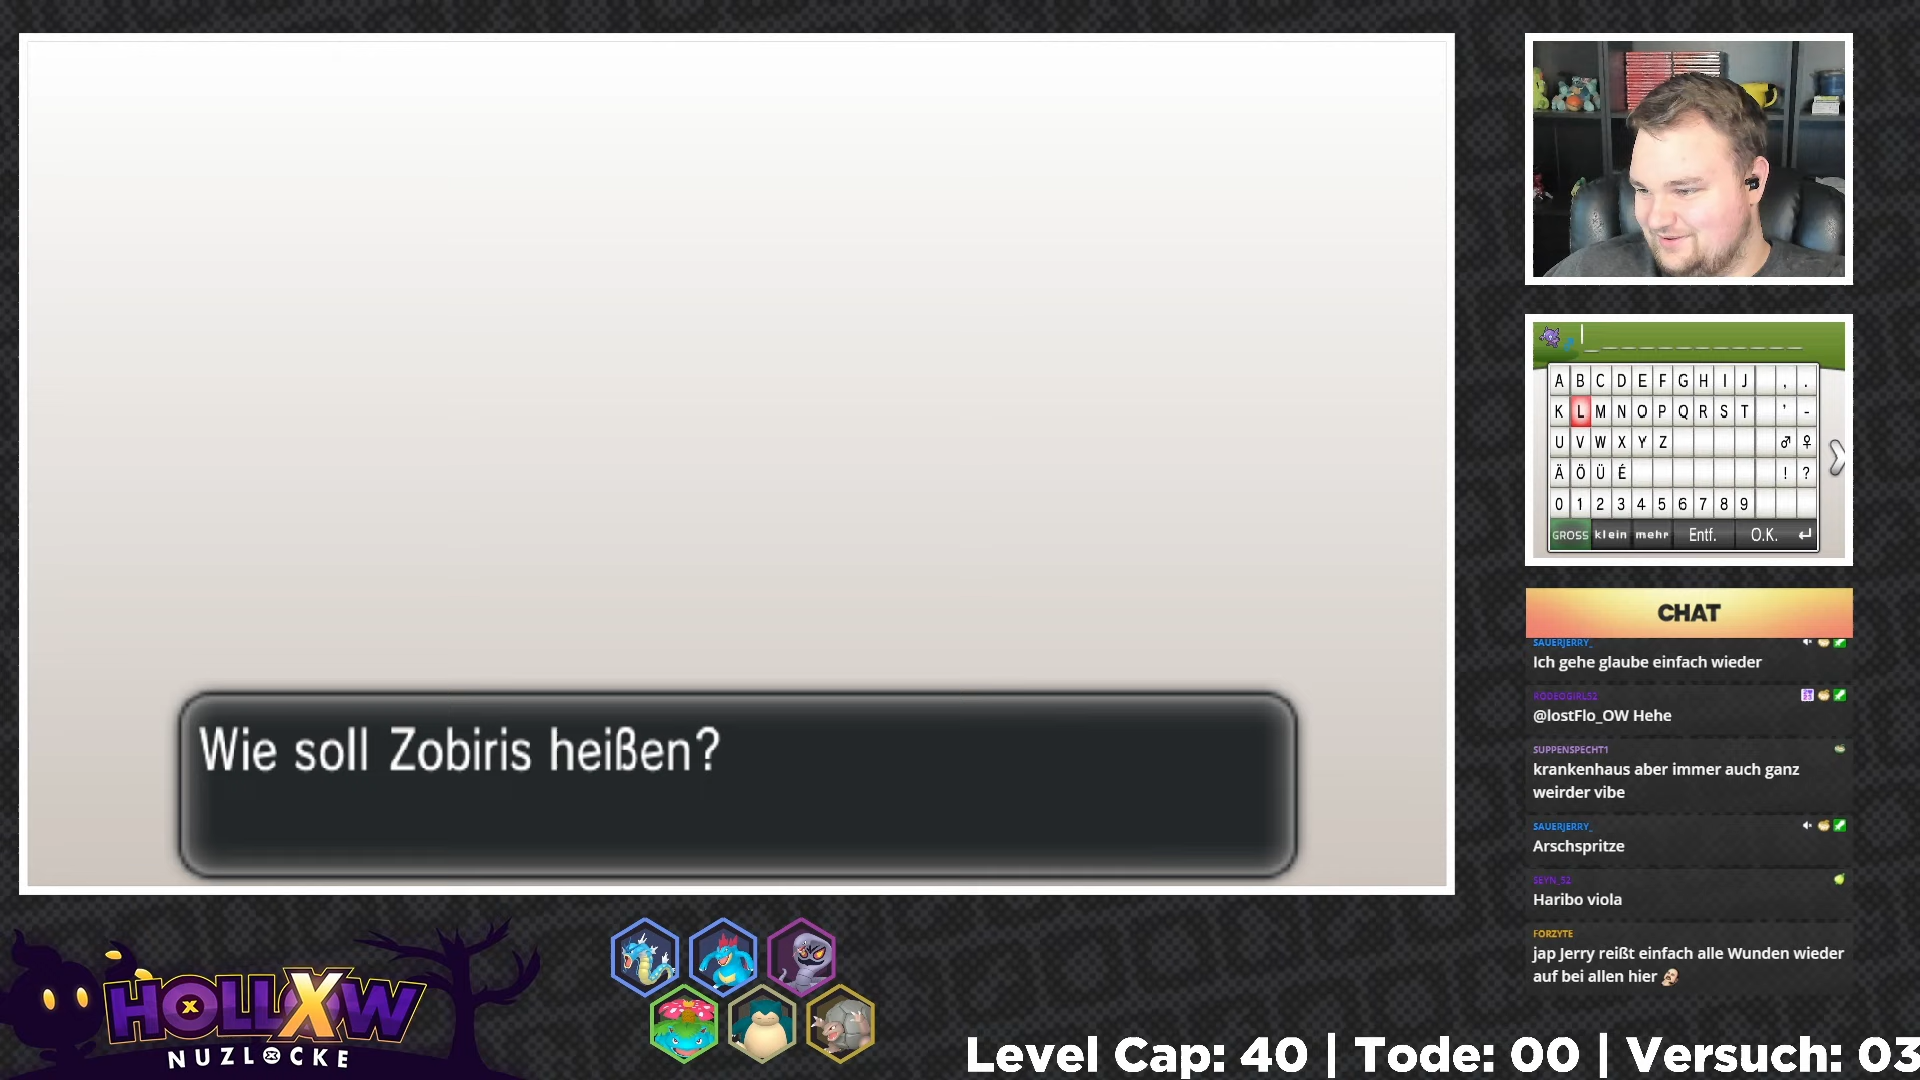 Wie soll Zobiris heißen?
A B C D E F G H I J , .
K L M N O P Q R S T ' -
U V W X Y Z ♂ ♀
Ä Ö Ü É ! ?
0 1 2 3 4 5 6 7 8 9
GROSS klein mehr Entf. O.K. ↵
CHAT
SAUERJERRY_
Ich gehe glaube einfach wieder
RODEOGIRL52
@lostFlo_OW Hehe
SUPPENSPECHT1
krankenhaus aber immer auch ganz
weirder vibe
SAUERJERRY_
Arschspritze
SEYN_52
Haribo viola
FORZYTE
jap Jerry reißt einfach alle Wunden wieder
auf bei allen hier
HOLLXW
NUZLOCKE
Level Cap: 40 | Tode: 00 | Versuch: 03